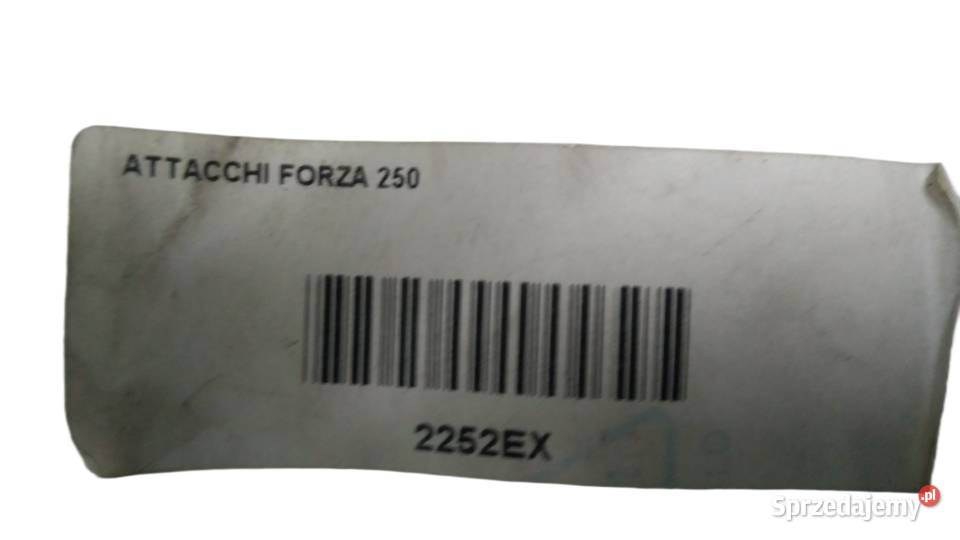 ATTACCHI FORZA 250
2252EX
Sprzedajemy.pl